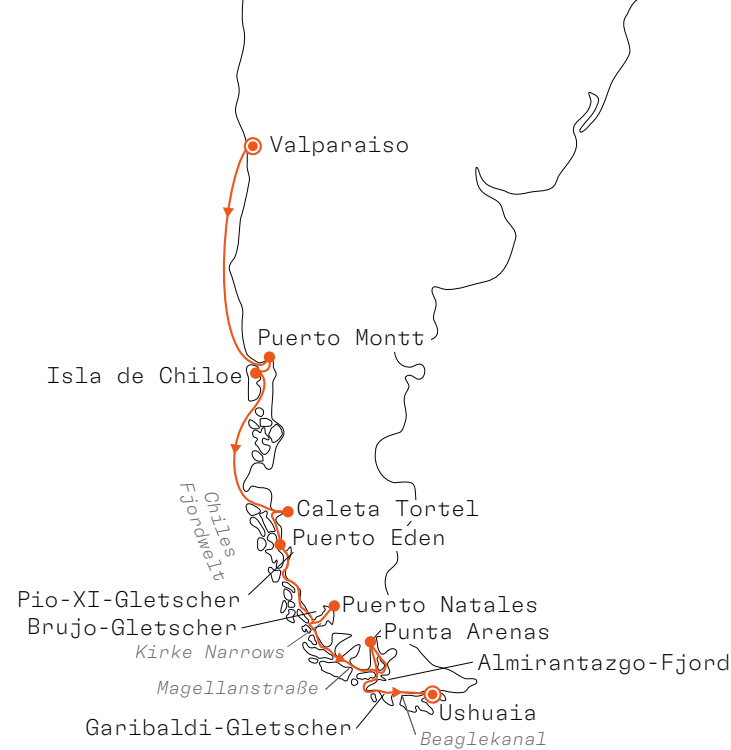 Valparaiso
Puerto Montt
Isla de Chiloe
Chiles
Fjordwelt
Caleta Tortel
Puerto Eden
Pio-XI-Gletscher
Puerto Natales
Brujo-Gletscher
Punta Arenas
Kirke Narrows
Almirantazgo-Fjord
Magellanstraße
Ushuaia
Garibaldi-Gletscher
Beaglekanal